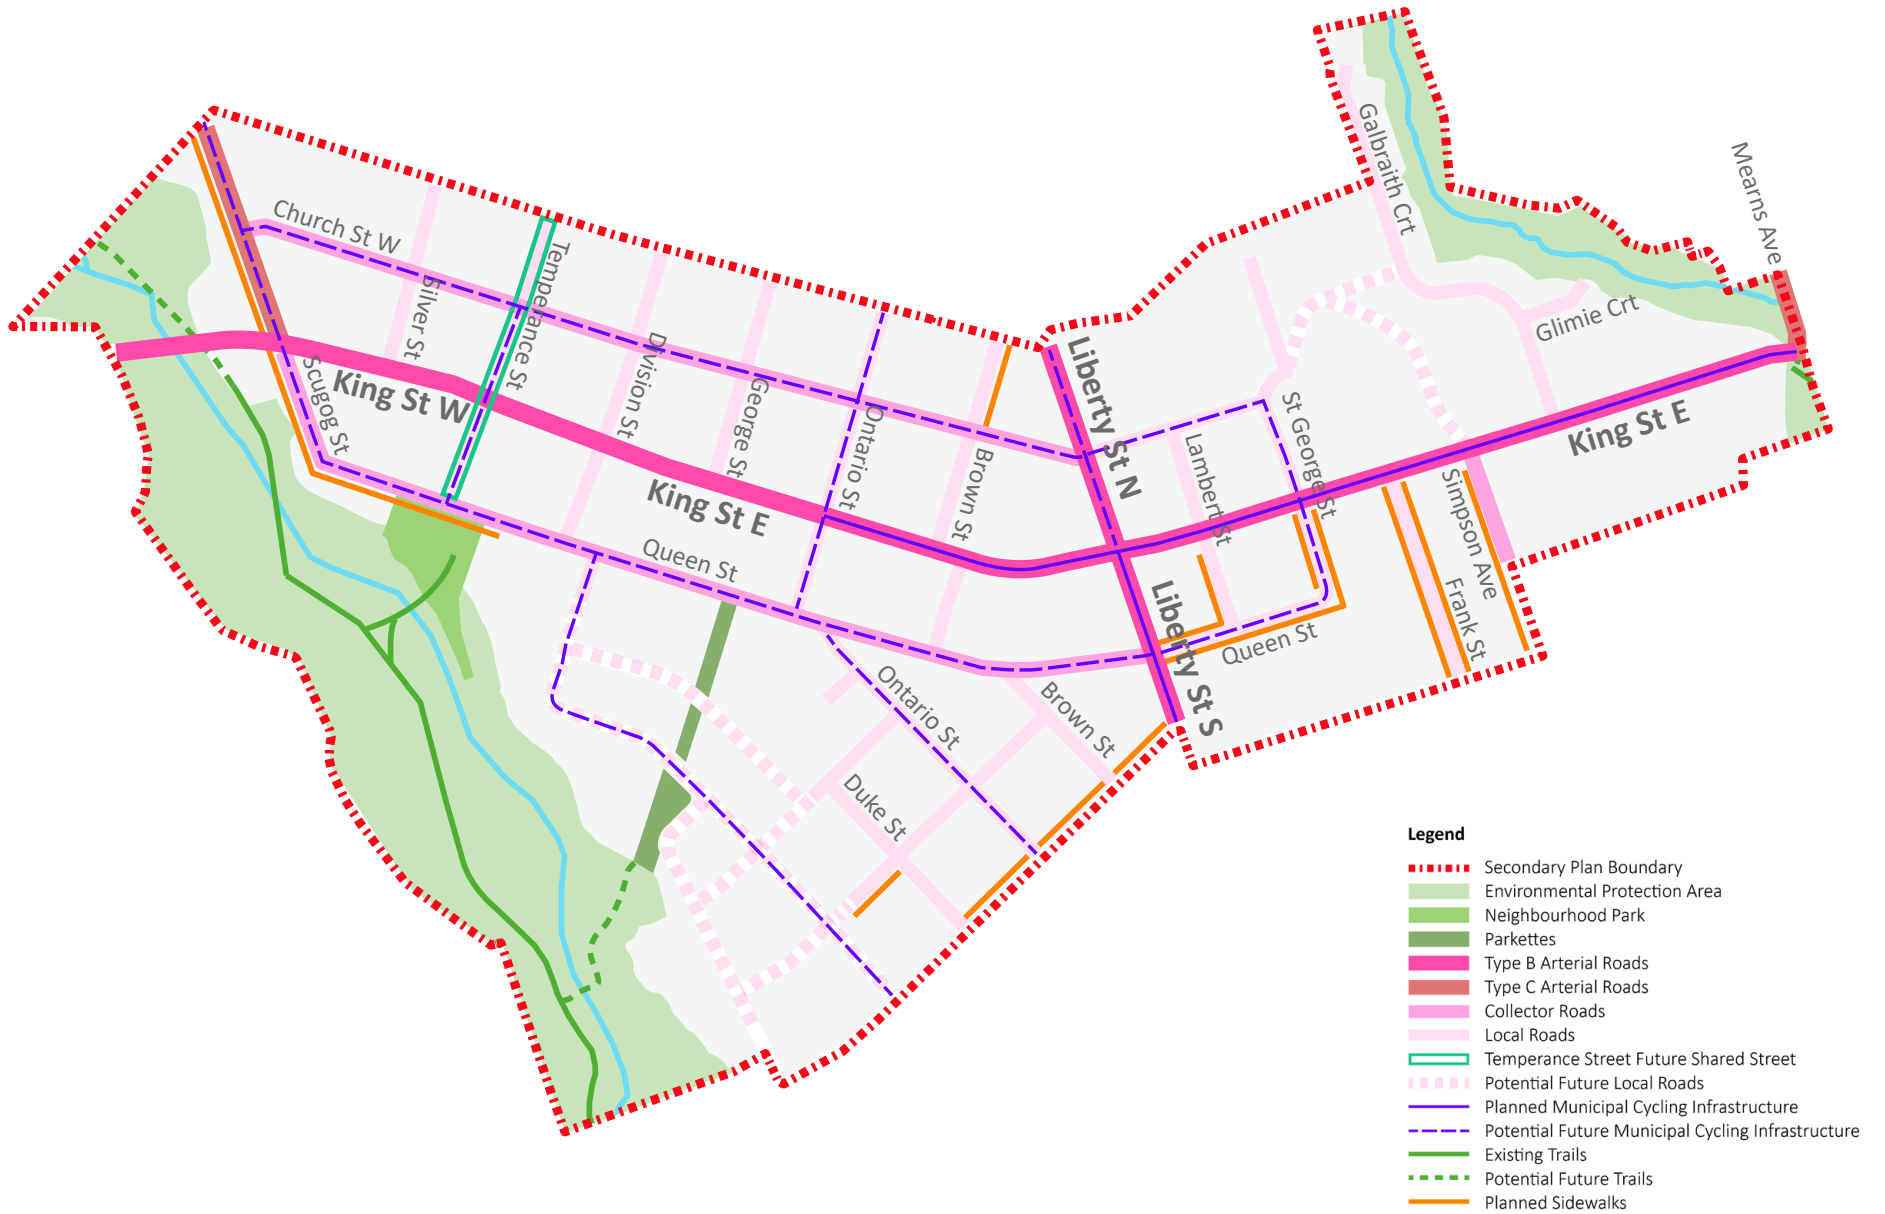 Galbraith Crt
Mearns Ave
Church St W
Silver St
Temperance St
Division St
George St
Ontario St
Brown St
Scugog St
King St W
King St E
Queen St
Liberty St N
Lambert St
St George St
Glimie Crt
King St E
Simpson Ave
Frank St
Liberty St S
Queen St
Ontario St
Brown St
Duke St
Legend
Secondary Plan Boundary
Environmental Protection Area
Neighbourhood Park
Parkettes
Type B Arterial Roads
Type C Arterial Roads
Collector Roads
Local Roads
Temperance Street Future Shared Street
Potential Future Local Roads
Planned Municipal Cycling Infrastructure
Potential Future Municipal Cycling Infrastructure
Existing Trails
Potential Future Trails
Planned Sidewalks